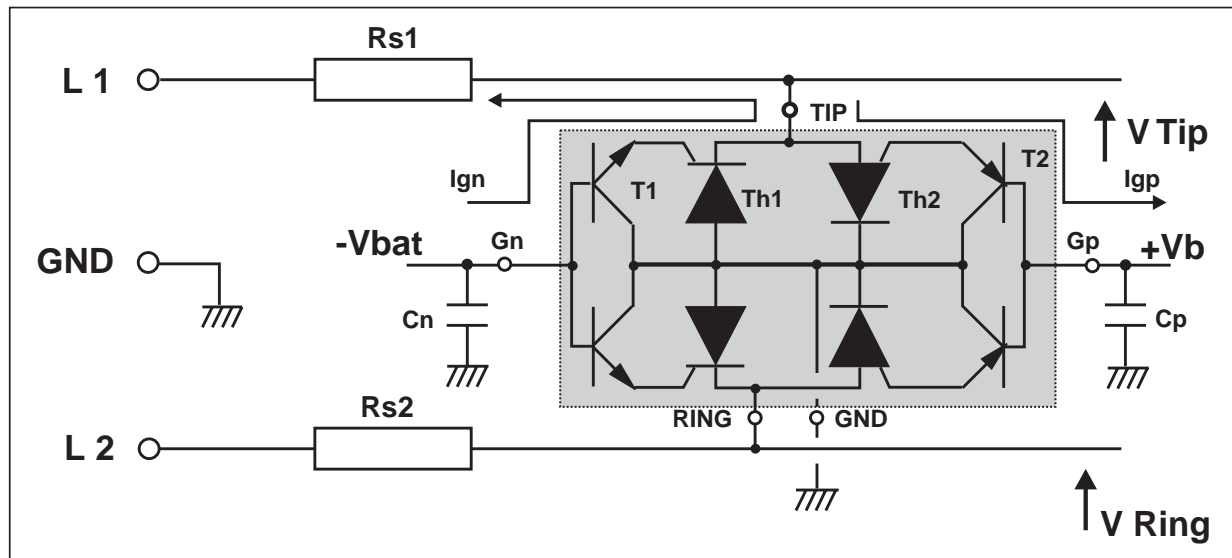 Rs1
L 1
TIP
V Tip
Ign
T1
Th1
Th2
T2
Igp
-Vbat
Gn
Gp
+Vb
GND
Cn
Cp
Rs2
RING
GND
L 2
V Ring